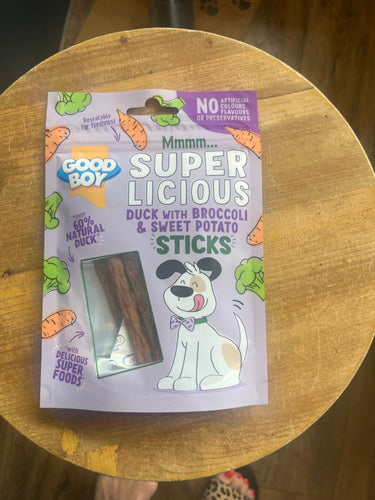 Resealable
for freshness
NO ARTIFICIAL
COLOURS,
FLAVOURS
OR PRESERVATIVES
GOOD
BOY
Mmmm...
SUPER
LICIOUS
DUCK WITH BROCCOLI
& SWEET POTATO
STICKS
over
60%
NATURAL
DUCK
with
DELICIOUS
SUPER
FOODS